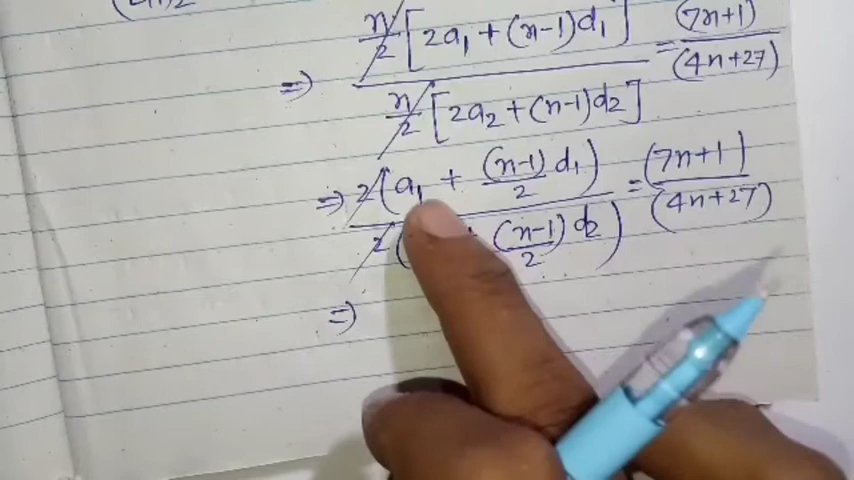 => n/2 [2a₁ + (n-1)d₁] / n/2 [2a₂ + (n-1)d₂] = (7n+1) / (4n+27)
=> 2(a₁ + (n-1)/2 d₁) / 2( (n-1)/2 d₂) = (7n+1) / (4n+27)
=>